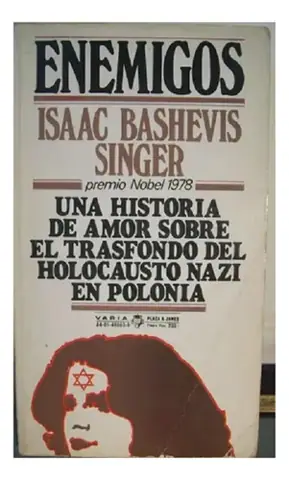 ENEMIGOS
ISAAC BASHEVIS
SINGER
premio Nobel 1978
UNA HISTORIA
DE AMOR SOBRE
EL TRASFONDO DEL
HOLOCAUSTO NAZI
EN POLONIA
VARIA
PLAZA & JANES